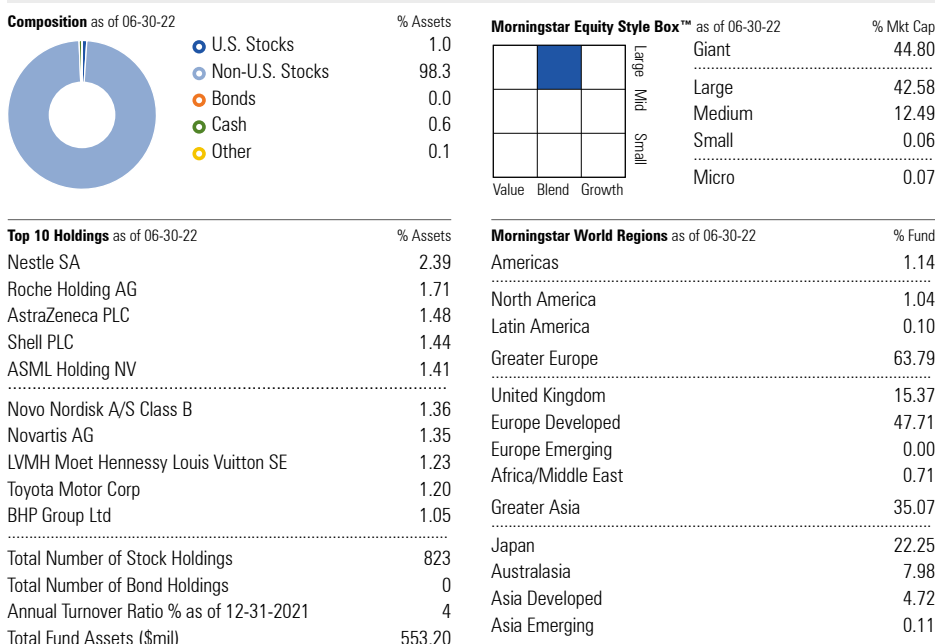 Composition as of 06-30-22 % Assets
U.S. Stocks 1.0
Non-U.S. Stocks 98.3
Bonds 0.0
Cash 0.6
Other 0.1
Morningstar Equity Style Box™ as of 06-30-22 % Mkt Cap
Large
Mid
Small
Value Blend Growth
Giant 44.80
Large 42.58
Medium 12.49
Small 0.06
Micro 0.07
Top 10 Holdings as of 06-30-22 % Assets
Nestle SA 2.39
Roche Holding AG 1.71
AstraZeneca PLC 1.48
Shell PLC 1.44
ASML Holding NV 1.41
Novo Nordisk A/S Class B 1.36
Novartis AG 1.35
LVMH Moet Hennessy Louis Vuitton SE 1.23
Toyota Motor Corp 1.20
BHP Group Ltd 1.05
Total Number of Stock Holdings 823
Total Number of Bond Holdings 0
Annual Turnover Ratio % as of 12-31-2021 4
Total Fund Assets ($mil) 553.20
Morningstar World Regions as of 06-30-22 % Fund
Americas 1.14
North America 1.04
Latin America 0.10
Greater Europe 63.79
United Kingdom 15.37
Europe Developed 47.71
Europe Emerging 0.00
Africa/Middle East 0.71
Greater Asia 35.07
Japan 22.25
Australasia 7.98
Asia Developed 4.72
Asia Emerging 0.11